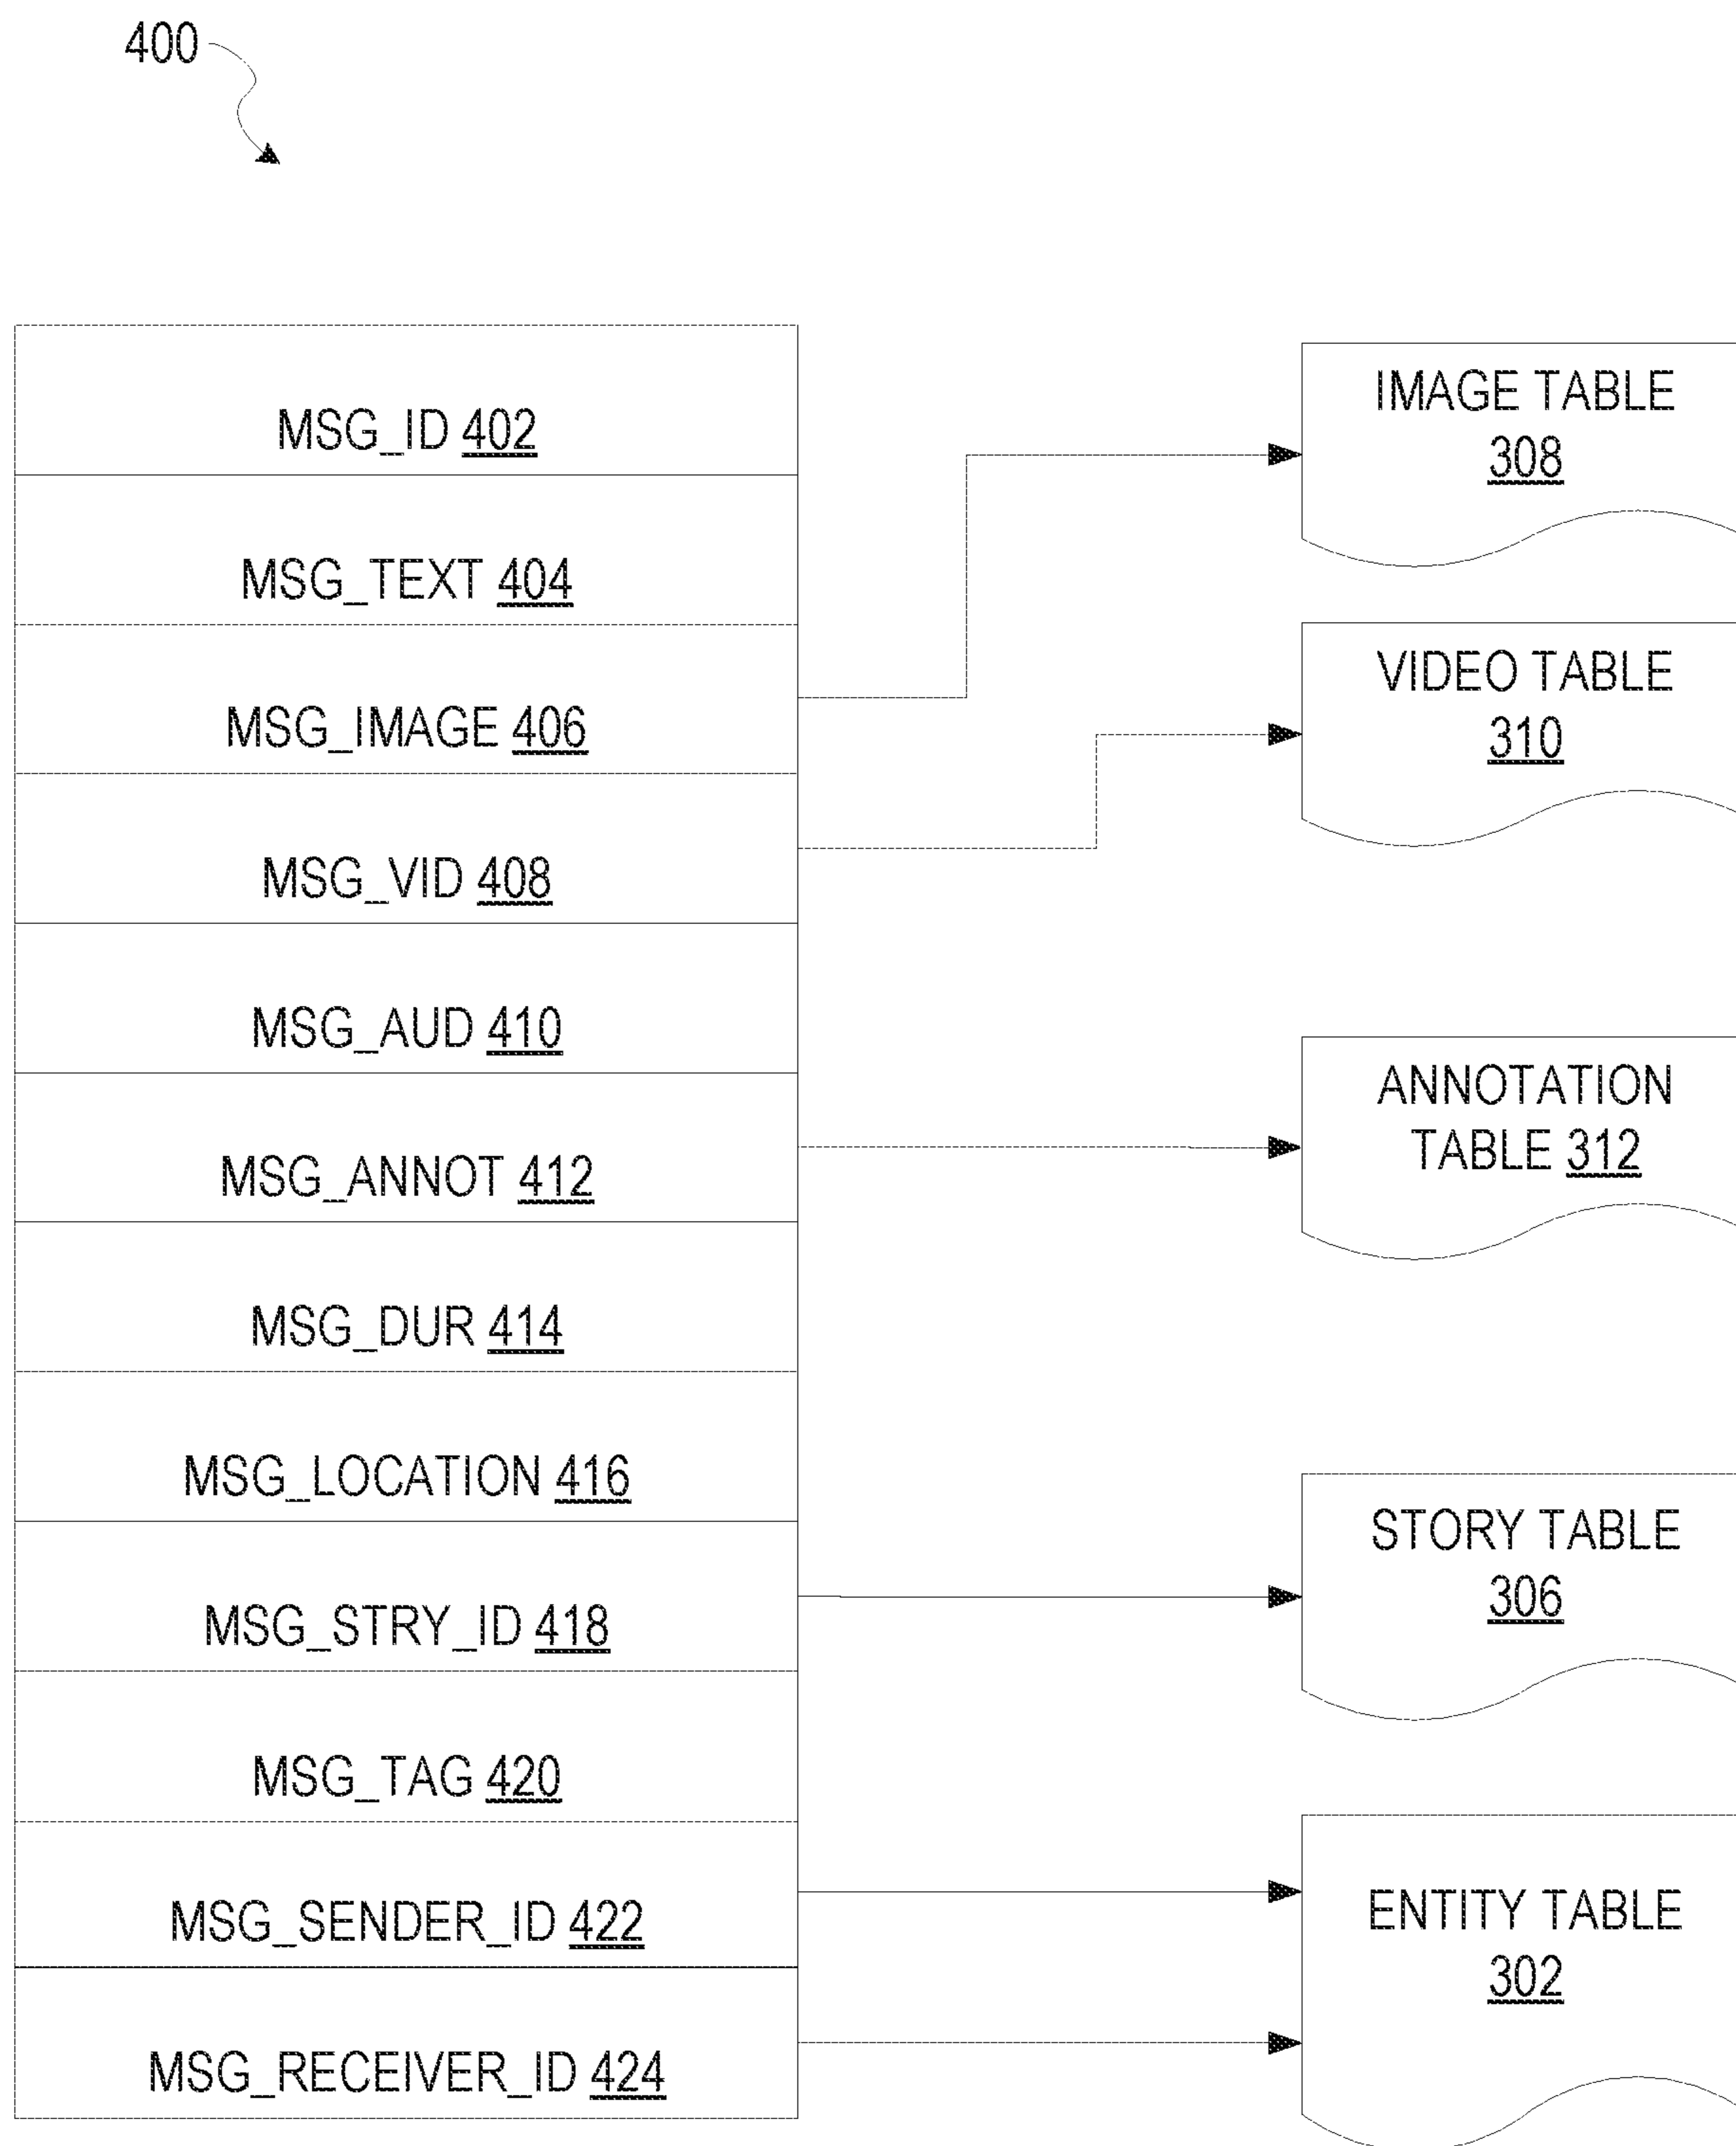 400
MSG_ID 402
MSG_TEXT 404
MSG_IMAGE 406
MSG_VID 408
MSG_AUD 410
MSG_ANNOT 412
MSG_DUR 414
MSG_LOCATION 416
MSG_STRY_ID 418
MSG_TAG 420
MSG_SENDER_ID 422
MSG_RECEIVER_ID 424
IMAGE TABLE
308
VIDEO TABLE
310
ANNOTATION
TABLE 312
STORY TABLE
306
ENTITY TABLE
302